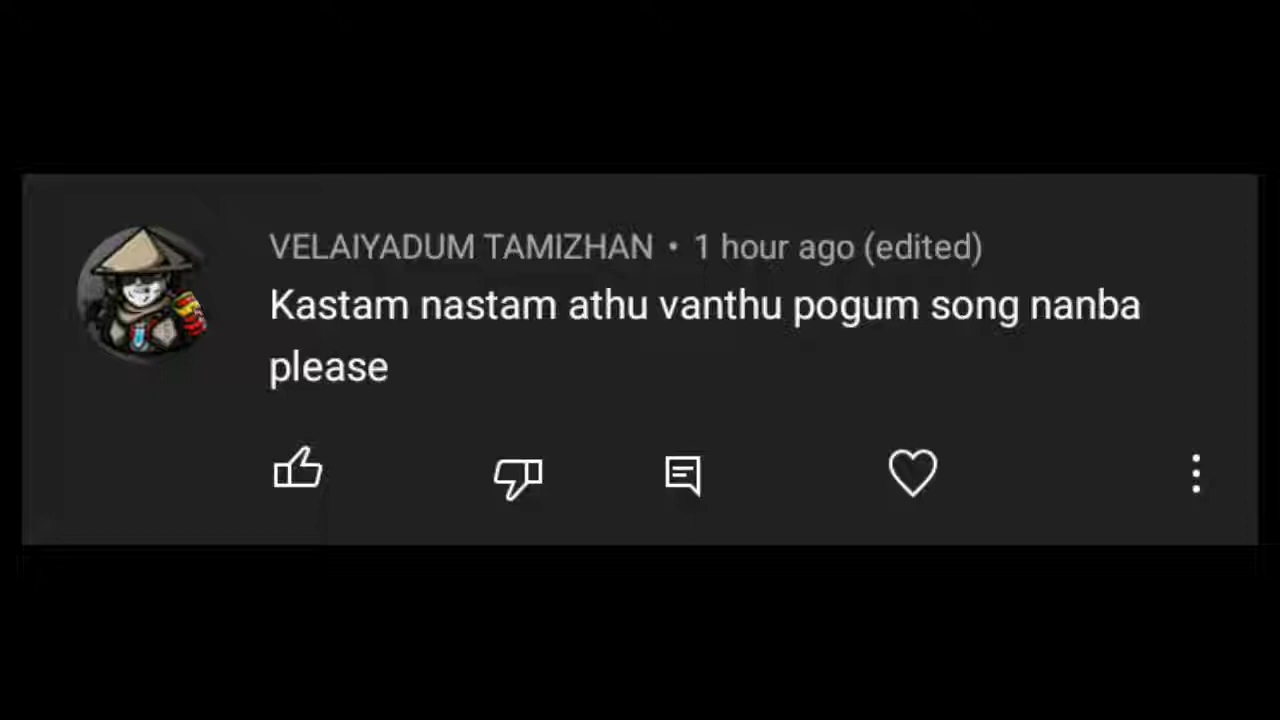 VELAIYADUM TAMIZHAN • 1 hour ago (edited)
Kastam nastam athu vanthu pogum song nanba
please